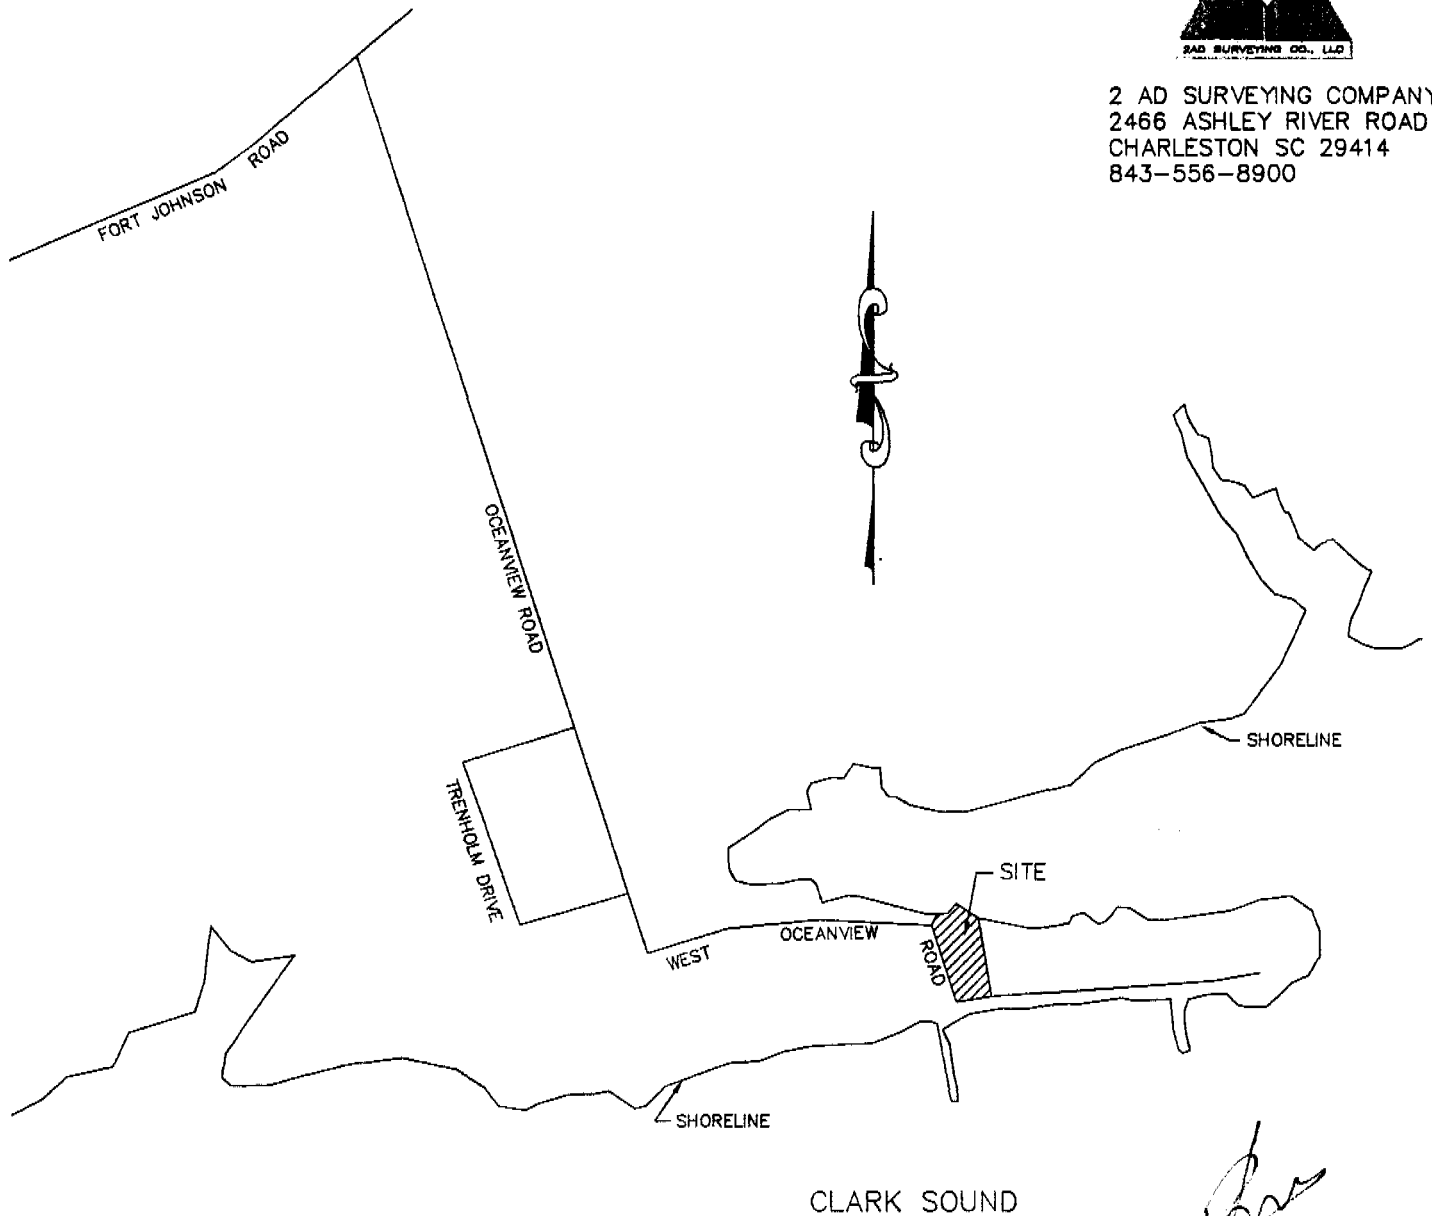 2AD SURVEYING CO., LLC
2 AD SURVEYING COMPANY
2466 ASHLEY RIVER ROAD
CHARLESTON SC 29414
843-556-8900
FORT JOHNSON ROAD
OCEANVIEW ROAD
SHORELINE
TRENHOLM DRIVE
SITE
WEST OCEANVIEW ROAD
SHORELINE
CLARK SOUND